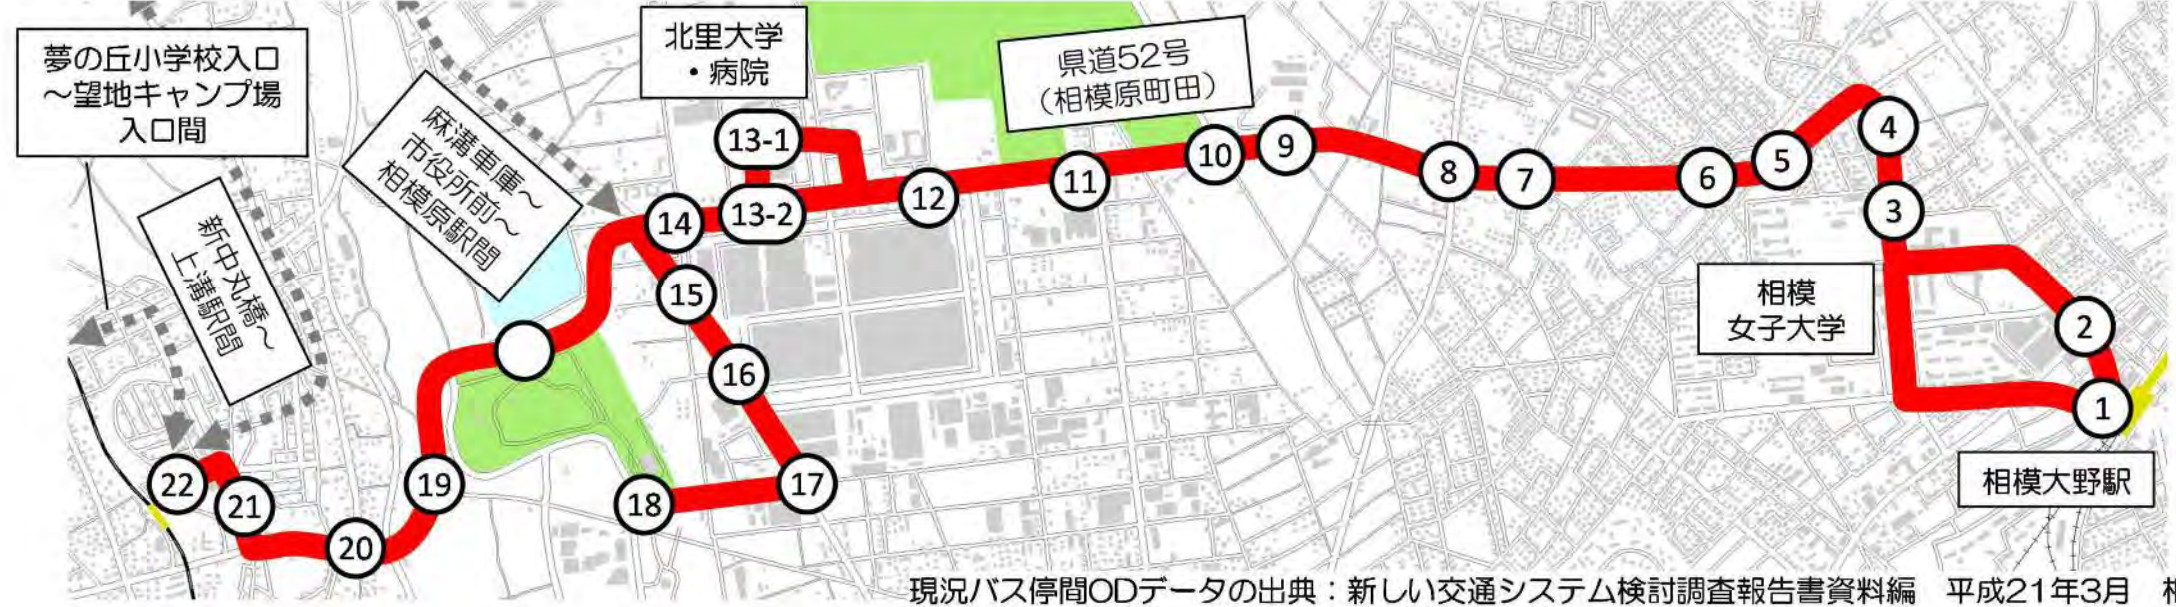 夢の丘小学校入口
～望地キャンプ場
入口間
新中丸橋～
上溝駅間
麻溝車庫～
市役所前～
相模原駅間
北里大学
・病院
県道52号
（相模原町田）
相模
女子大学
相模大野駅
1
2
3
4
5
6
7
8
9
10
11
12
13-1
13-2
14
15
16
17
18
19
20
21
22
現況バス停間ODデータの出典：新しい交通システム検討調査報告書資料編　平成21年3月